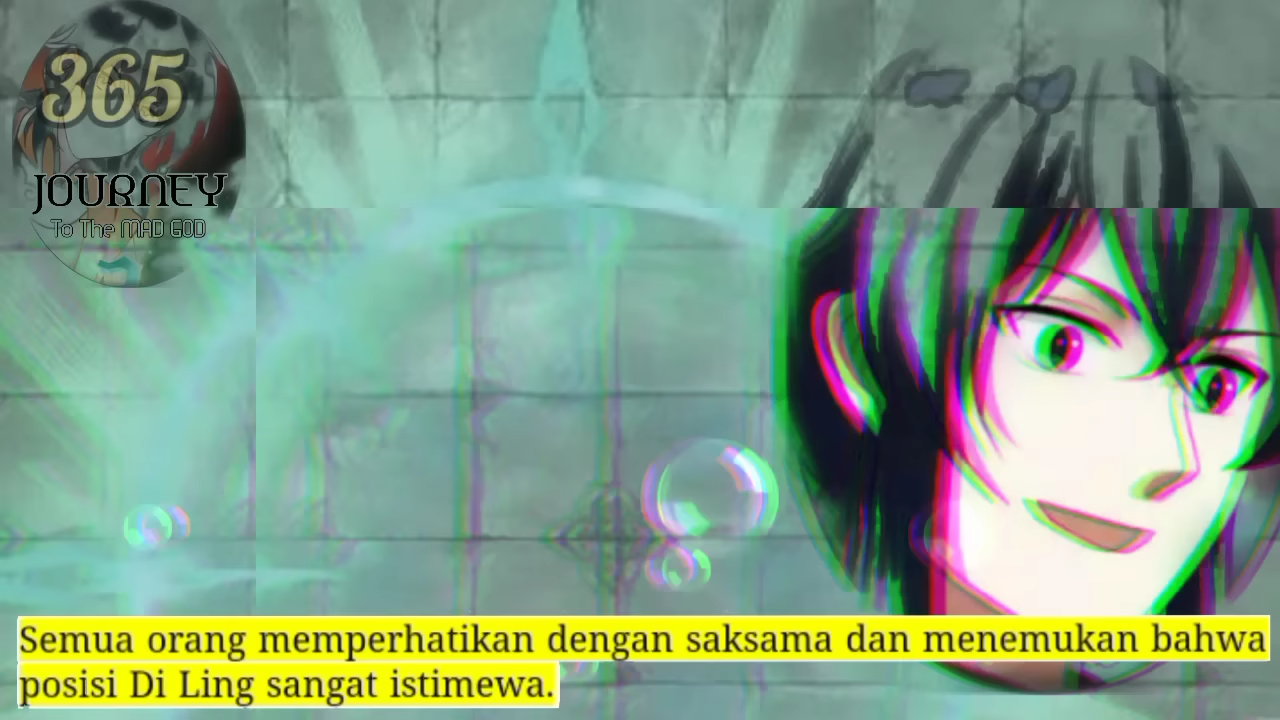 365
JOURNEY
To The MAD GOD
Semua orang memperhatikan dengan saksama dan menemukan bahwa
posisi Di Ling sangat istimewa.